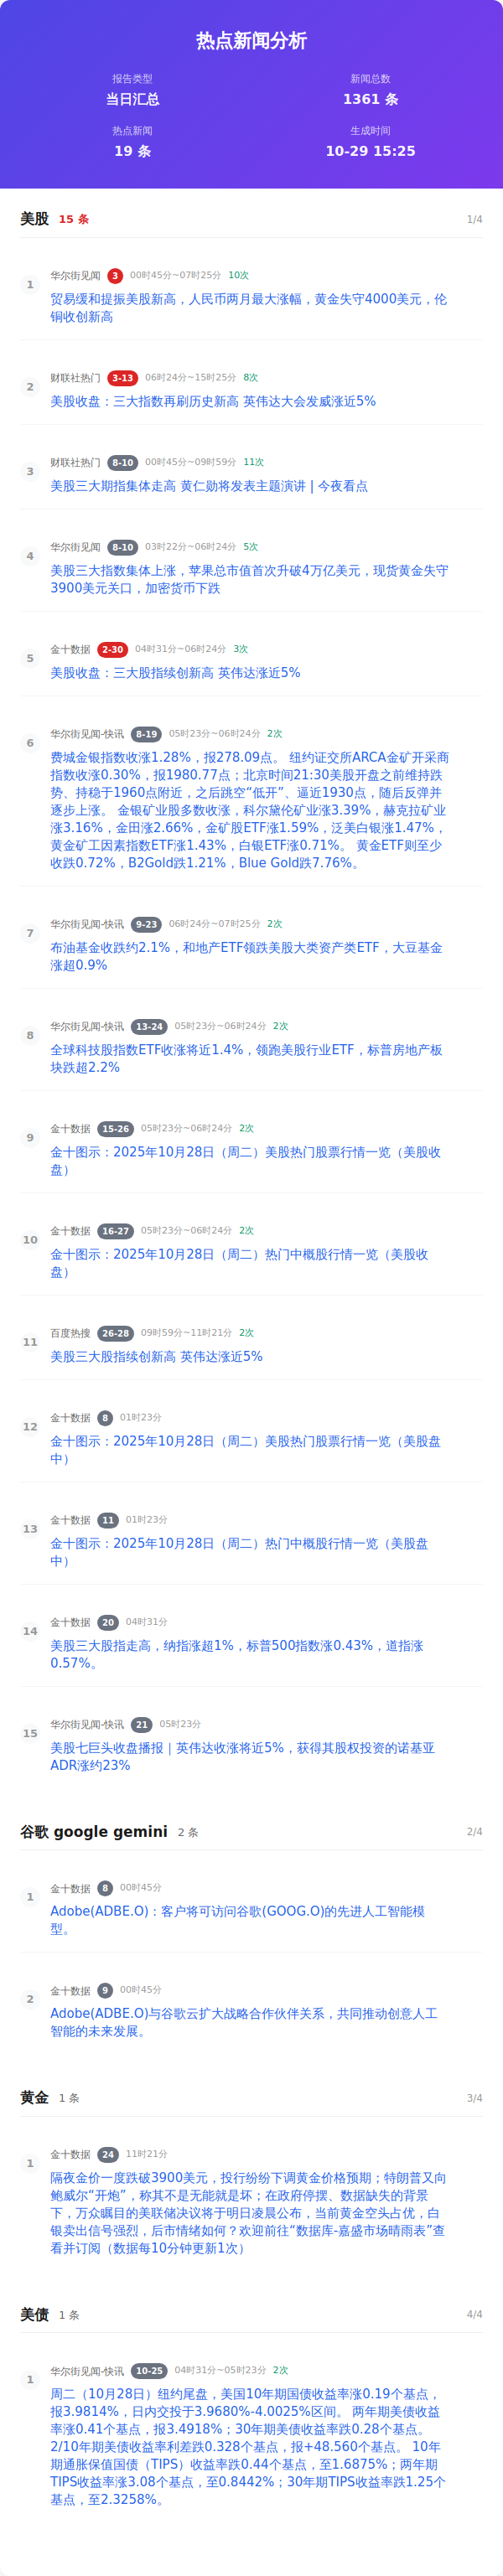 热点新闻分析
报告类型
当日汇总
新闻总数
1361 条
热点新闻
19 条
生成时间
10-29 15:25
美股 15 条 1/4
1
华尔街见闻 3 00时45分~07时25分 10次
贸易缓和提振美股新高，人民币两月最大涨幅，黄金失守4000美元，伦
铜收创新高
2
财联社热门 3-13 06时24分~15时25分 8次
美股收盘：三大指数再刷历史新高 英伟达大会发威涨近5%
3
财联社热门 8-10 00时45分~09时59分 11次
美股三大期指集体走高 黄仁勋将发表主题演讲 | 今夜看点
4
华尔街见闻 8-10 03时22分~06时24分 5次
美股三大指数集体上涨，苹果总市值首次升破4万亿美元，现货黄金失守
3900美元关口，加密货币下跌
5
金十数据 2-30 04时31分~06时24分 3次
美股收盘：三大股指续创新高 英伟达涨近5%
6
华尔街见闻-快讯 8-19 05时23分~06时24分 2次
费城金银指数收涨1.28%，报278.09点。 纽约证交所ARCA金矿开采商
指数收涨0.30%，报1980.77点；北京时间21:30美股开盘之前维持跌
势、持稳于1960点附近，之后跳空“低开”、逼近1930点，随后反弹并
逐步上涨。 金银矿业股多数收涨，科尔黛伦矿业涨3.39%，赫克拉矿业
涨3.16%，金田涨2.66%，金矿股ETF涨1.59%，泛美白银涨1.47%，
黄金矿工因素指数ETF涨1.43%，白银ETF涨0.71%。 黄金ETF则至少
收跌0.72%，B2Gold跌1.21%，Blue Gold跌7.76%。
7
华尔街见闻-快讯 9-23 06时24分~07时25分 2次
布油基金收跌约2.1%，和地产ETF领跌美股大类资产类ETF，大豆基金
涨超0.9%
8
华尔街见闻-快讯 13-24 05时23分~06时24分 2次
全球科技股指数ETF收涨将近1.4%，领跑美股行业ETF，标普房地产板
块跌超2.2%
9
金十数据 15-26 05时23分~06时24分 2次
金十图示：2025年10月28日（周二）美股热门股票行情一览（美股收
盘）
10
金十数据 16-27 05时23分~06时24分 2次
金十图示：2025年10月28日（周二）热门中概股行情一览（美股收
盘）
11
百度热搜 26-28 09时59分~11时21分 2次
美股三大股指续创新高 英伟达涨近5%
12
金十数据 8 01时23分
金十图示：2025年10月28日（周二）美股热门股票行情一览（美股盘
中）
13
金十数据 11 01时23分
金十图示：2025年10月28日（周二）热门中概股行情一览（美股盘
中）
14
金十数据 20 04时31分
美股三大股指走高，纳指涨超1%，标普500指数涨0.43%，道指涨
0.57%。
15
华尔街见闻-快讯 21 05时23分
美股七巨头收盘播报｜英伟达收涨将近5%，获得其股权投资的诺基亚
ADR涨约23%
谷歌 google gemini 2 条 2/4
1
金十数据 8 00时45分
Adobe(ADBE.O)：客户将可访问谷歌(GOOG.O)的先进人工智能模
型。
2
金十数据 9 00时45分
Adobe(ADBE.O)与谷歌云扩大战略合作伙伴关系，共同推动创意人工
智能的未来发展。
黄金 1 条 3/4
1
金十数据 24 11时21分
隔夜金价一度跌破3900美元，投行纷纷下调黄金价格预期；特朗普又向
鲍威尔“开炮”，称其不是无能就是坏；在政府停摆、数据缺失的背景
下，万众瞩目的美联储决议将于明日凌晨公布，当前黄金空头占优，白
银卖出信号强烈，后市情绪如何？欢迎前往“数据库-嘉盛市场晴雨表”查
看并订阅（数据每10分钟更新1次）
美债 1 条 4/4
1
华尔街见闻-快讯 10-25 04时31分~05时23分 2次
周二（10月28日）纽约尾盘，美国10年期国债收益率涨0.19个基点，
报3.9814%，日内交投于3.9680%-4.0025%区间。 两年期美债收益
率涨0.41个基点，报3.4918%；30年期美债收益率跌0.28个基点。
2/10年期美债收益率利差跌0.328个基点，报+48.560个基点。 10年
期通胀保值国债（TIPS）收益率跌0.44个基点，至1.6875%；两年期
TIPS收益率涨3.08个基点，至0.8442%；30年期TIPS收益率跌1.25个
基点，至2.3258%。